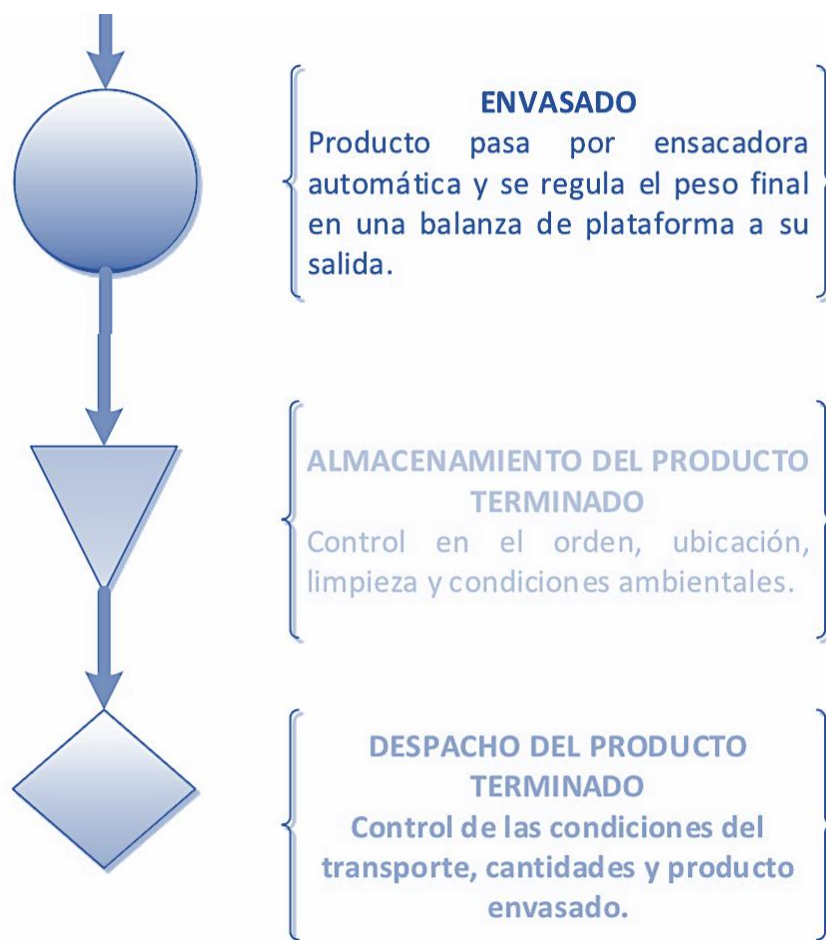 ENVASADO
Producto pasa por ensacadora
automática y se regula el peso final
en una balanza de plataforma a su
salida.
ALMACENAMIENTO DEL PRODUCTO
TERMINADO
Control en el orden, ubicación,
limpieza y condiciones ambientales.
DESPACHO DEL PRODUCTO
TERMINADO
Control de las condiciones del
transporte, cantidades y producto
envasado.